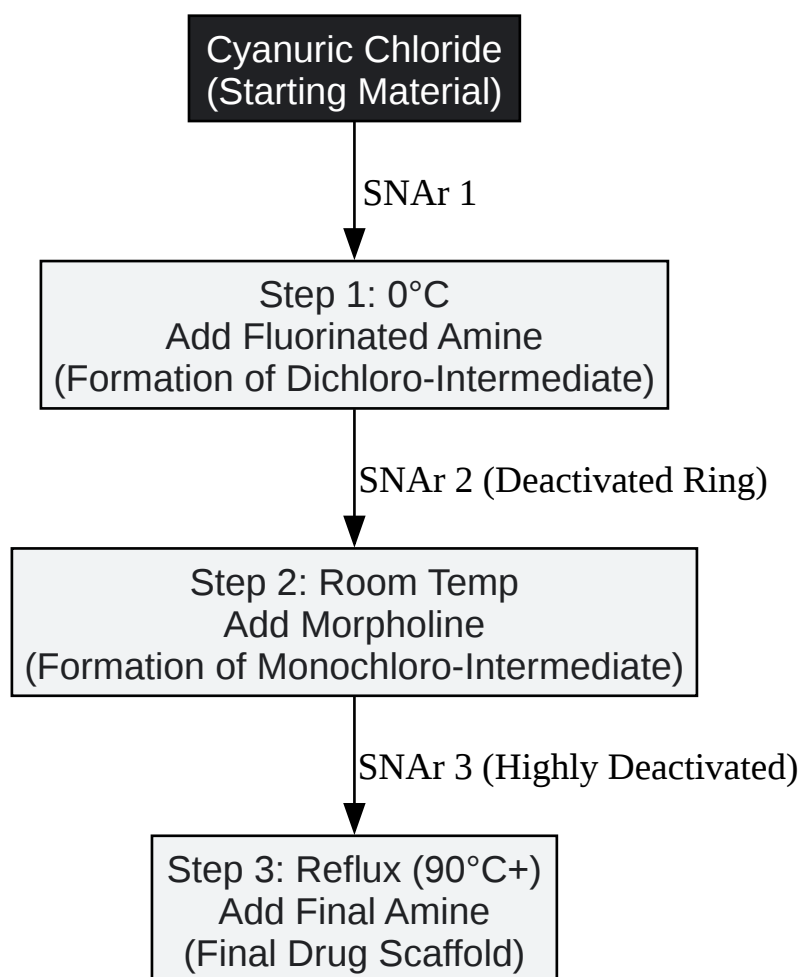 Cyanuric Chloride
(Starting Material)
SNAr 1
Step 1: 0°C
Add Fluorinated Amine
(Formation of Dichloro-Intermediate)
SNAr 2 (Deactivated Ring)
Step 2: Room Temp
Add Morpholine
(Formation of Monochloro-Intermediate)
SNAr 3 (Highly Deactivated)
Step 3: Reflux (90°C+)
Add Final Amine
(Final Drug Scaffold)